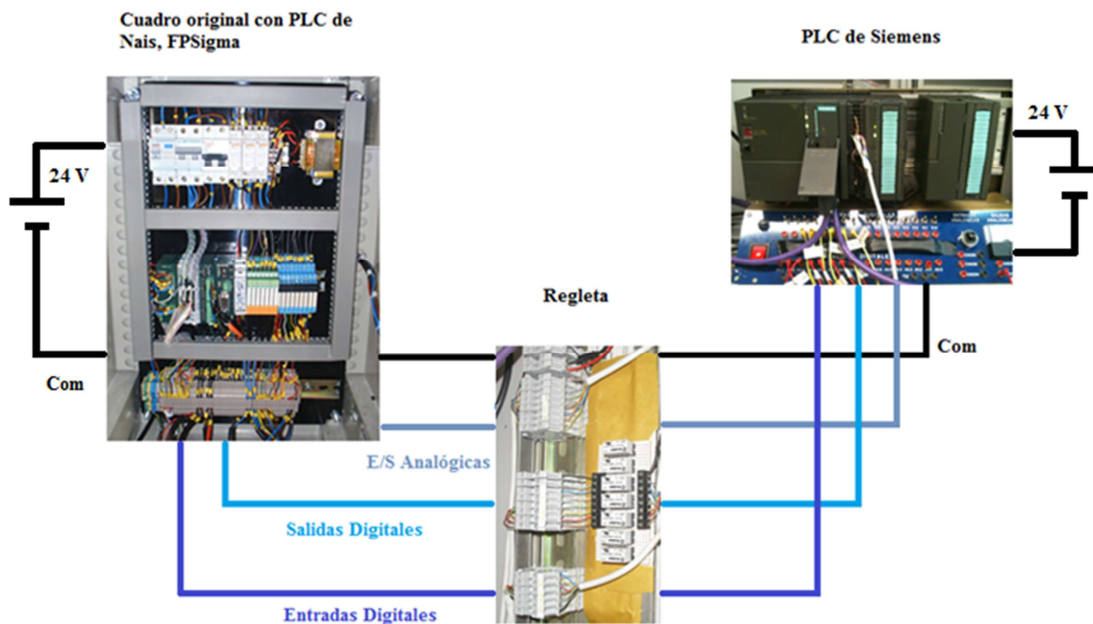 Cuadro original con PLC de
Nais, FPSigma
PLC de Siemens
24 V
24 V
Regleta
Com
Com
E/S Analógicas
Salidas Digitales
Entradas Digitales